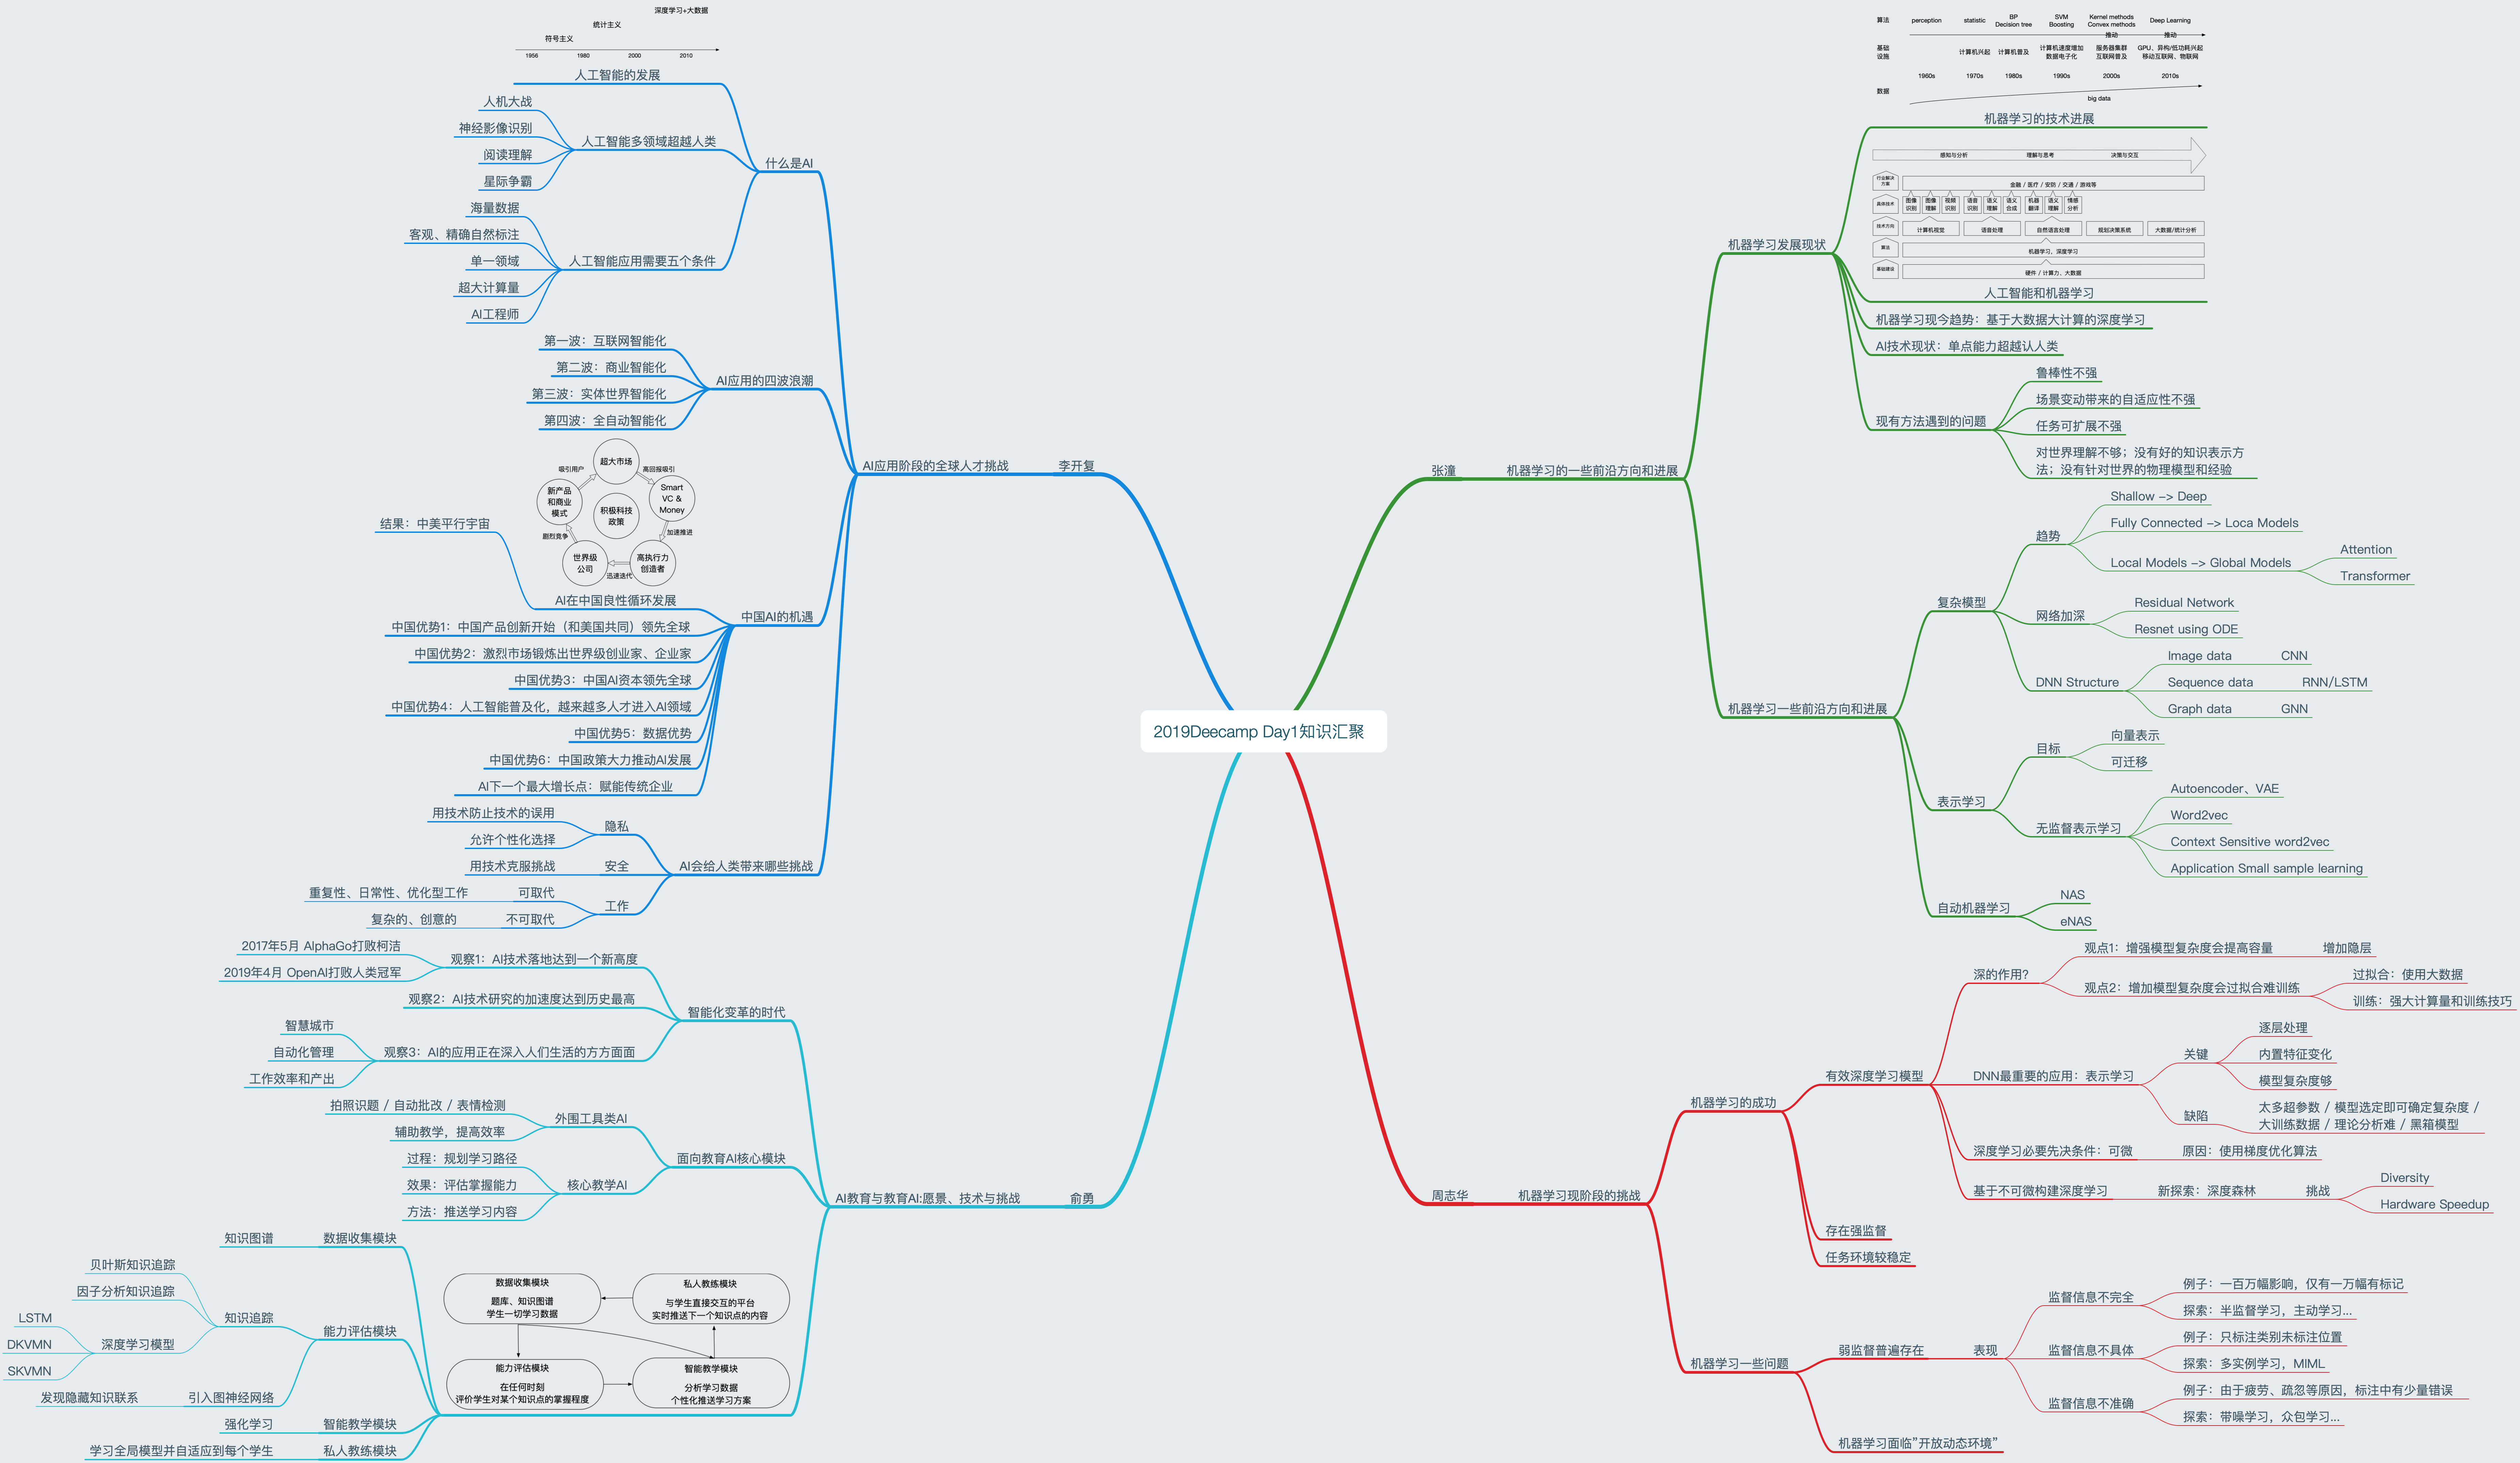 2019Deecamp Day1知识汇聚
李开复
AI应用阶段的全球人才挑战
什么是AI
深度学习+大数据
统计主义
符号主义
1956 1980 2000 2010
人工智能的发展
人工智能多领域超越人类
人机大战
神经影像识别
阅读理解
星际争霸
人工智能应用需要五个条件
海量数据
客观、精确自然标注
单一领域
超大计算量
AI工程师
AI应用的四波浪潮
第一波：互联网智能化
第二波：商业智能化
第三波：实体世界智能化
第四波：全自动智能化
中国AI的机遇
超大市场
吸引用户
高回报吸引
新产品
和商业
模式
Smart
VC &
Money
积极科技
政策
剧烈竞争
加速推进
世界级
公司
高执行力
创造者
迅速迭代
AI在中国良性循环发展
结果：中美平行宇宙
中国优势1：中国产品创新开始（和美国共同）领先全球
中国优势2：激烈市场锻炼出世界级创业家、企业家
中国优势3：中国AI资本领先全球
中国优势4：人工智能普及化，越来越多人才进入AI领域
中国优势5：数据优势
中国优势6：中国政策大力推动AI发展
AI下一个最大增长点：赋能传统企业
AI会给人类带来哪些挑战
隐私
用技术防止技术的误用
允许个性化选择
安全
用技术克服挑战
工作
可取代
重复性、日常性、优化型工作
不可取代
复杂的、创意的
俞勇
AI教育与教育AI:愿景、技术与挑战
智能化变革的时代
观察1：AI技术落地达到一个新高度
2017年5月 AlphaGo打败柯洁
2019年4月 OpenAI打败人类冠军
观察2：AI技术研究的加速度达到历史最高
观察3：AI的应用正在深入人们生活的方方面面
智慧城市
自动化管理
工作效率和产出
面向教育AI核心模块
外围工具类AI
拍照识题 / 自动批改 / 表情检测
辅助教学，提高效率
核心教学AI
过程：规划学习路径
效果：评估掌握能力
方法：推送学习内容
数据收集模块
题库、知识图谱
学生一切学习数据
私人教练模块
与学生直接交互的平台
实时推送下一个知识点的内容
能力评估模块
在任何时刻
评价学生对某个知识点的掌握程度
智能教学模块
分析学习数据
个性化推送学习方案
数据收集模块
知识图谱
能力评估模块
知识追踪
贝叶斯知识追踪
因子分析知识追踪
深度学习模型
LSTM
DKVMN
SKVMN
引入图神经网络
发现隐藏知识联系
智能教学模块
强化学习
私人教练模块
学习全局模型并自适应到每个学生
张潼
机器学习的一些前沿方向和进展
机器学习发展现状
算法 perception statistic BP Decision tree SVM Boosting Kernel methods Convex methods Deep Learning
推动 推动
基础设施 计算机兴起 计算机普及 计算机速度增加 数据电子化 服务器集群 互联网普及 GPU、异构/低功耗兴起 移动互联网、物联网
1960s 1970s 1980s 1990s 2000s 2010s
数据
big data
机器学习的技术进展
感知与分析 理解与思考 决策与交互
行业解决方案 金融 / 医疗 / 安防 / 交通 / 游戏等
具体技术 图像识别 图像理解 视频识别 语音识别 语义理解 语义合成 机器翻译 语义理解 情感分析
技术方向 计算机视觉 语音处理 自然语言处理 规划决策系统 大数据/统计分析
算法 机器学习、深度学习
基础建设 硬件 / 计算力、大数据
人工智能和机器学习
机器学习现今趋势：基于大数据大计算的深度学习
AI技术现状：单点能力超越认人类
现有方法遇到的问题
鲁棒性不强
场景变动带来的自适应性不强
任务可扩展不强
对世界理解不够；没有好的知识表示方
法；没有针对世界的物理模型和经验
机器学习一些前沿方向和进展
复杂模型
趋势
Shallow -> Deep
Fully Connected -> Loca Models
Local Models -> Global Models
Attention
Transformer
网络加深
Residual Network
Resnet using ODE
DNN Structure
Image data CNN
Sequence data RNN/LSTM
Graph data GNN
表示学习
目标
向量表示
可迁移
无监督表示学习
Autoencoder、VAE
Word2vec
Context Sensitive word2vec
Application Small sample learning
自动机器学习
NAS
eNAS
周志华
机器学习现阶段的挑战
机器学习的成功
有效深度学习模型
深的作用?
观点1：增强模型复杂度会提高容量 增加隐层
观点2：增加模型复杂度会过拟合难训练
过拟合：使用大数据
训练：强大计算量和训练技巧
DNN最重要的应用：表示学习
关键
逐层处理
内置特征变化
模型复杂度够
缺陷
太多超参数 / 模型选定即可确定复杂度 /
大训练数据 / 理论分析难 / 黑箱模型
深度学习必要先决条件：可微 原因：使用梯度优化算法
基于不可微构建深度学习 新探索：深度森林 挑战
Diversity
Hardware Speedup
存在强监督
任务环境较稳定
机器学习一些问题
弱监督普遍存在 表现
监督信息不完全
例子：一百万幅影响，仅有一万幅有标记
探索：半监督学习，主动学习...
监督信息不具体
例子：只标注类别未标注位置
探索：多实例学习，MIML
监督信息不准确
例子：由于疲劳、疏忽等原因，标注中有少量错误
探索：带噪学习，众包学习...
机器学习面临”开放动态环境”